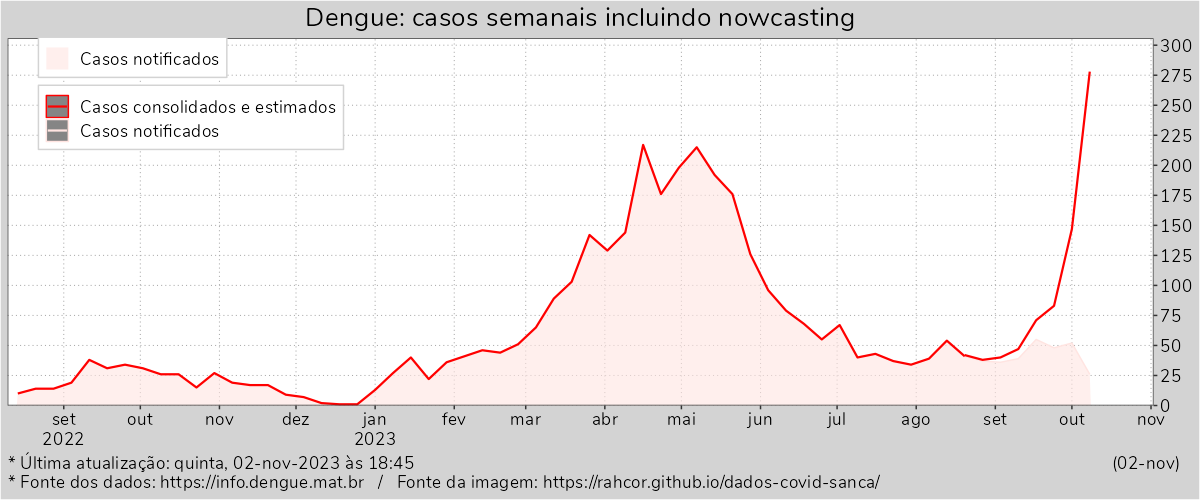 Dengue: casos semanais incluindo nowcasting
Casos notificados
Casos consolidados e estimados
Casos notificados
300
275
250
225
200
175
150
125
100
75
50
25
0
set out nov dez jan fev mar abr mai jun jul ago set out nov
2022 2023
* Última atualização: quinta, 02-nov-2023 às 18:45 (02-nov)
* Fonte dos dados: https://info.dengue.mat.br / Fonte da imagem: https://rahcor.github.io/dados-covid-sanca/